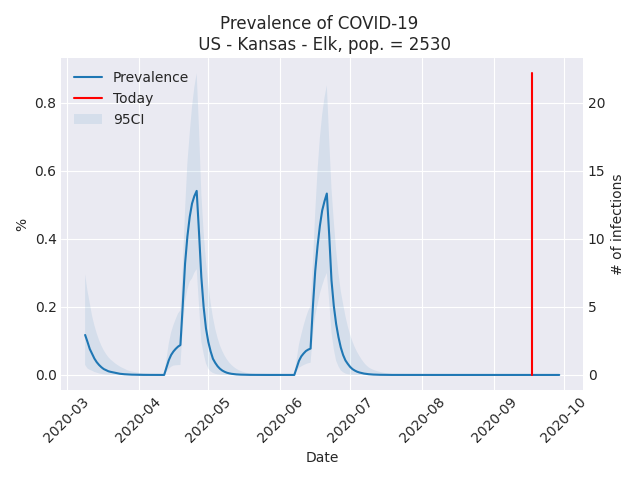 Prevalence of COVID-19
US - Kansas - Elk, pop. = 2530
Prevalence
Today
95CI
%
0.8
0.6
0.4
0.2
0.0
20
15
10
5
0
# of infections
2020-03
2020-04
2020-05
2020-06
2020-07
2020-08
2020-09
2020-10
Date